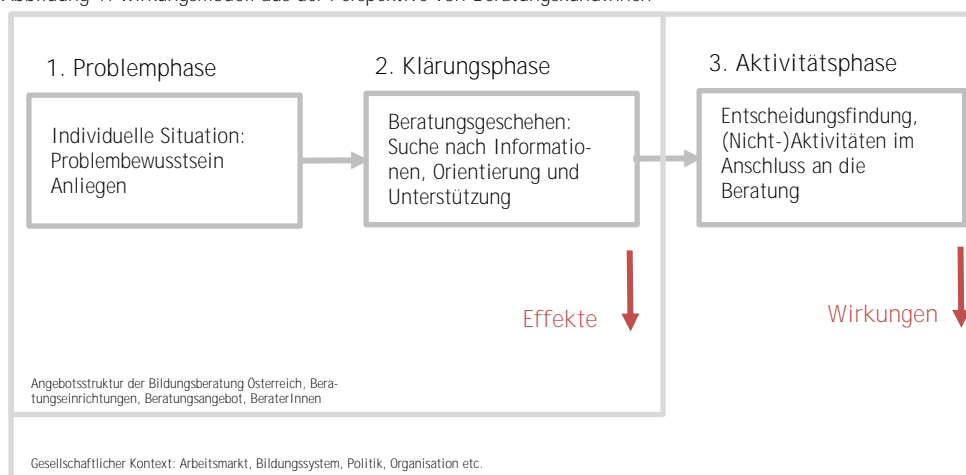 1. Problemphase
2. Klärungsphase
3. Aktivitätsphase
Individuelle Situation:
Problembewusstsein
Anliegen
Beratungsgeschehen:
Suche nach Informatio-
nen, Orientierung und
Unterstützung
Entscheidungsfindung,
(Nicht-)Aktivitäten im
Anschluss an die
Beratung
Effekte
Wirkungen
Angebotsstruktur der Bildungsberatung Österreich, Bera-
tungseinrichtungen, Beratungsangebot, BeraterInnen
Gesellschaftlicher Kontext: Arbeitsmarkt, Bildungssystem, Politik, Organisation etc.